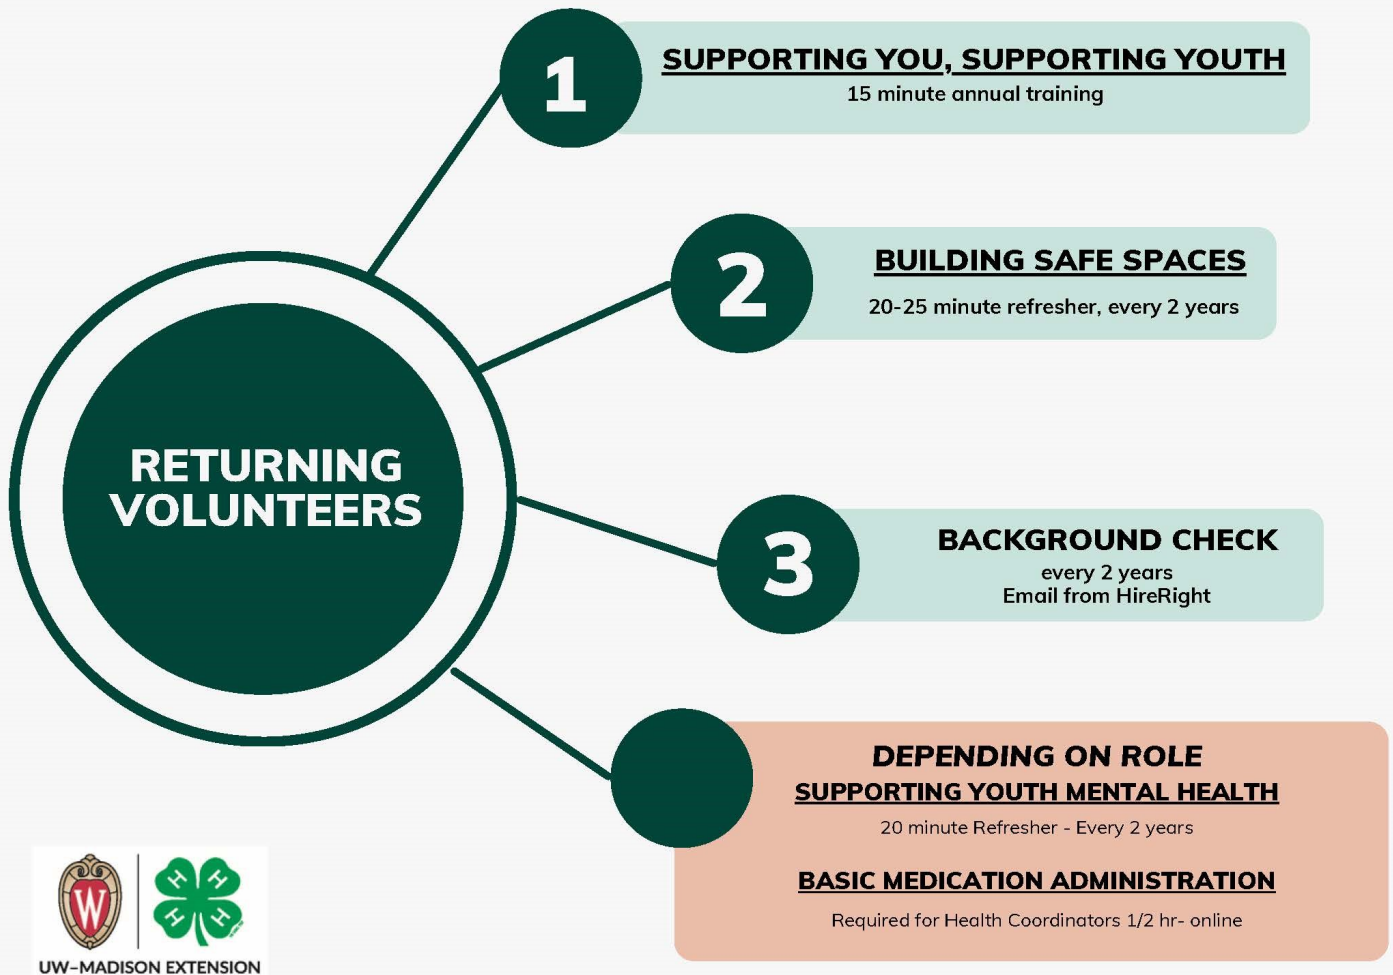 1
SUPPORTING YOU, SUPPORTING YOUTH
15 minute annual training
2
BUILDING SAFE SPACES
20-25 minute refresher, every 2 years
RETURNING
VOLUNTEERS
3
BACKGROUND CHECK
every 2 years
Email from HireRight
DEPENDING ON ROLE
SUPPORTING YOUTH MENTAL HEALTH
20 minute Refresher - Every 2 years
BASIC MEDICATION ADMINISTRATION
Required for Health Coordinators 1/2 hr- online
W
H H
H H
UW-MADISON EXTENSION